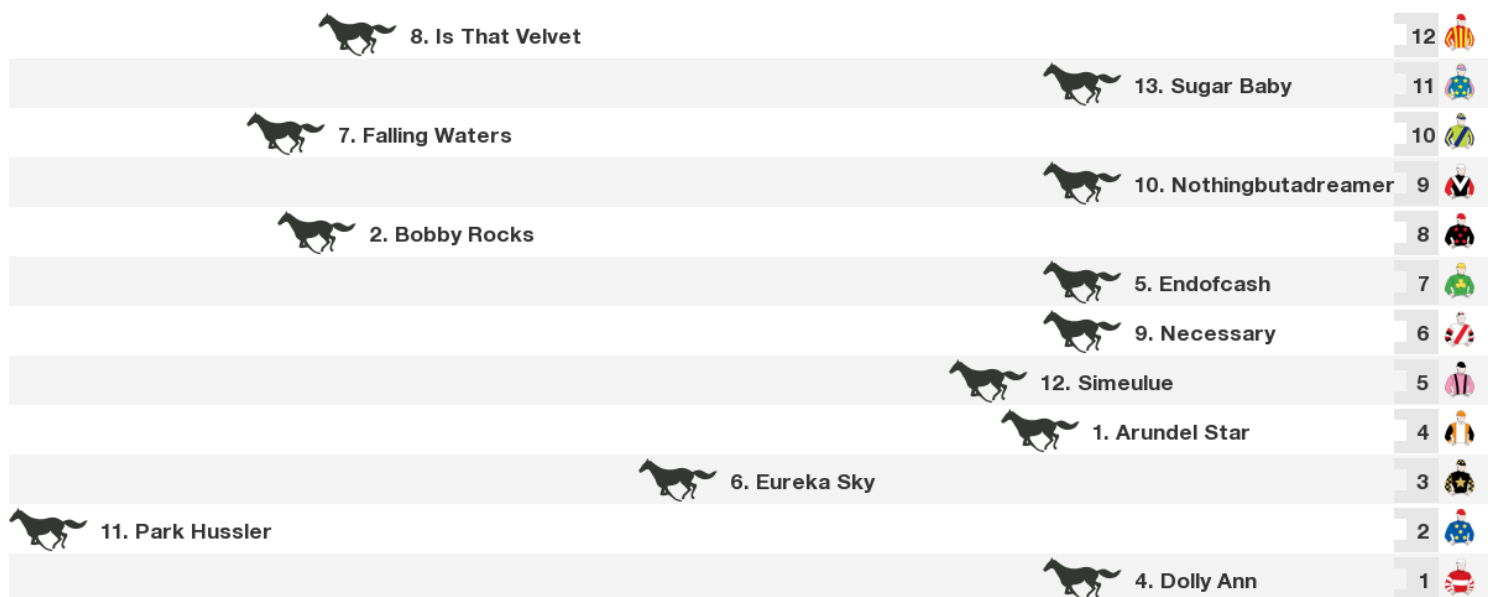 8. Is That Velvet 12
13. Sugar Baby 11
7. Falling Waters 10
10. Nothingbutadreamer 9
2. Bobby Rocks 8
5. Endofcash 7
9. Necessary 6
12. Simeulue 5
1. Arundel Star 4
6. Eureka Sky 3
11. Park Hussler 2
4. Dolly Ann 1